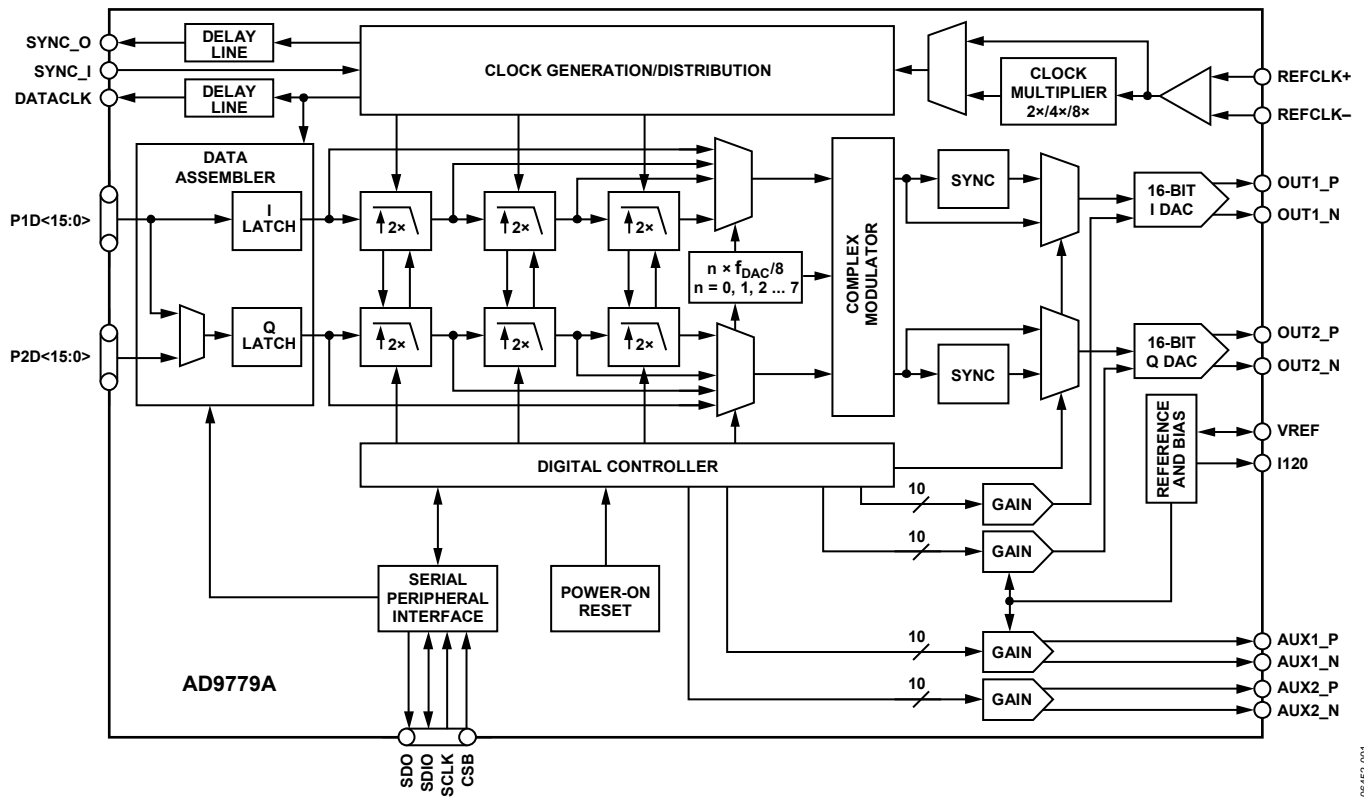 SYNC_O
DELAY
LINE
CLOCK GENERATION/DISTRIBUTION
SYNC_I
DATACLK
DELAY
LINE
CLOCK
MULTIPLIER
2×/4×/8×
REFCLK+
REFCLK–
DATA
ASSEMBLER
P1D<15:0>
I
LATCH
2×
2×
2×
n × fDAC/8
n = 0, 1, 2 ... 7
COMPLEX
MODULATOR
SYNC
16-BIT
I DAC
OUT1_P
OUT1_N
P2D<15:0>
Q
LATCH
2×
2×
2×
SYNC
16-BIT
Q DAC
OUT2_P
OUT2_N
DIGITAL CONTROLLER
REFERENCE
AND BIAS
VREF
I120
10
GAIN
10
GAIN
SERIAL
PERIPHERAL
INTERFACE
POWER-ON
RESET
10
GAIN
AUX1_P
AUX1_N
10
GAIN
AUX2_P
AUX2_N
AD9779A
SDO
SDIO
SCLK
CSB
06452-001